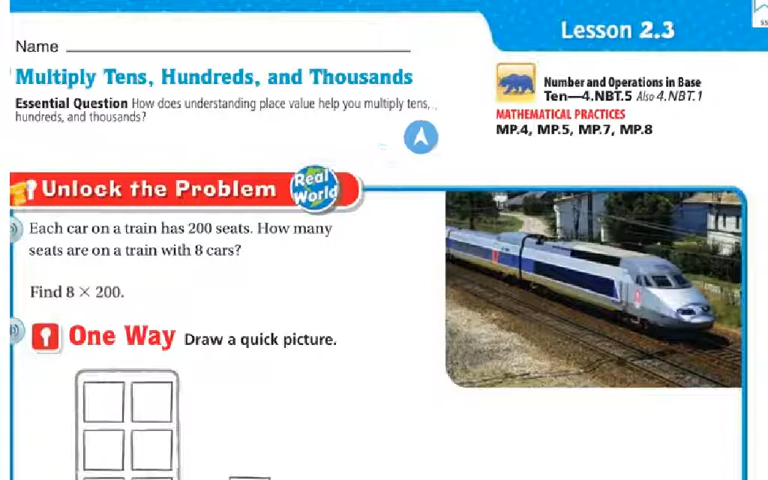 Lesson 2.3
Name
Multiply Tens, Hundreds, and Thousands
Essential Question How does understanding place value help you multiply tens,
hundreds, and thousands?
Number and Operations in Base
Ten—4.NBT.5 Also 4.NBT.1
MATHEMATICAL PRACTICES
MP.4, MP.5, MP.7, MP.8
Unlock the Problem
Real
World
Each car on a train has 200 seats. How many
seats are on a train with 8 cars?
Find 8 × 200.
One Way Draw a quick picture.